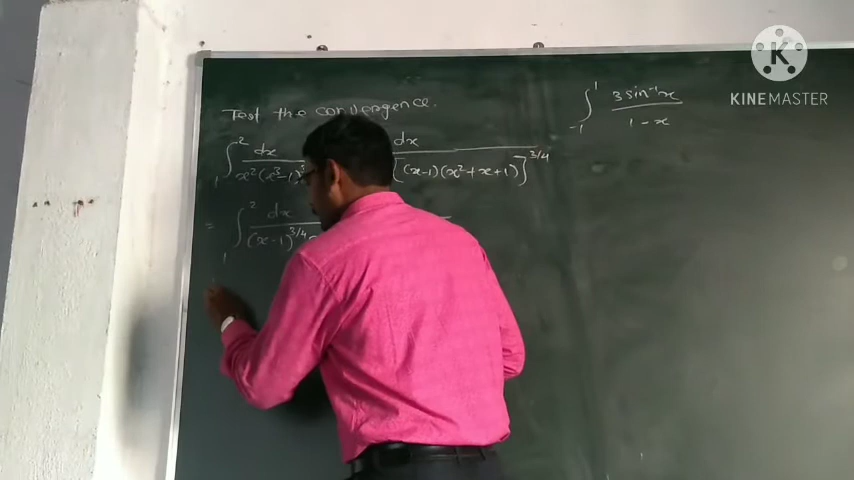 Test the convergence.
∫₁² dx / x²(x³-1)³ dx / [(x-1)(x²+x+1)]^3/4
= ∫₁² dx / (x-1)^3/4
∫₋₁¹ 3 sin⁻¹x / 1-x
K
KINEMASTER